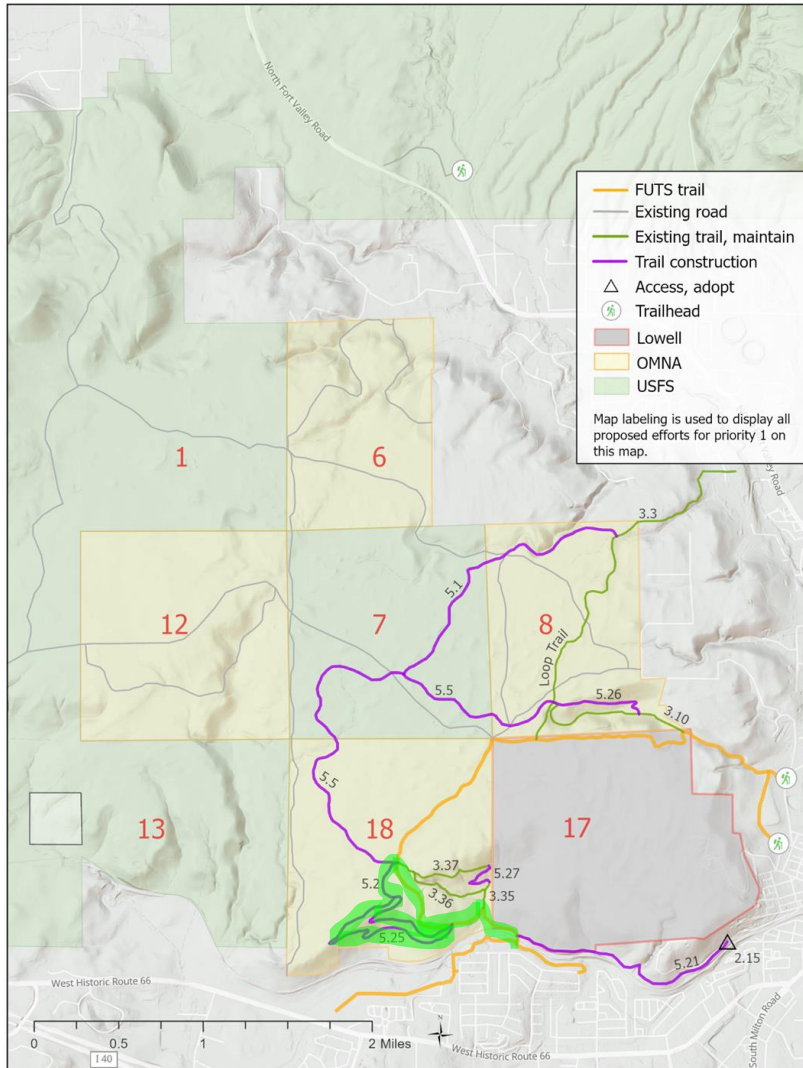 North Fort Valley Road
FUTS trail
Existing road
Existing trail, maintain
Trail construction
Access, adopt
Trailhead
Lowell
OMNA
USFS
Map labeling is used to display all
proposed efforts for priority 1 on
this map.
Valley Road
1
6
3.3
5.1
12
7
8
Loop Trail
5.5
5.26
3.10
5.5
13
18
17
3.37
5.27
5.2
3.36
3.35
5.25
5.21
2.15
West Historic Route 66
South Milton Road
N
0
0.5
1
2 Miles
West Historic Route 66
I 40